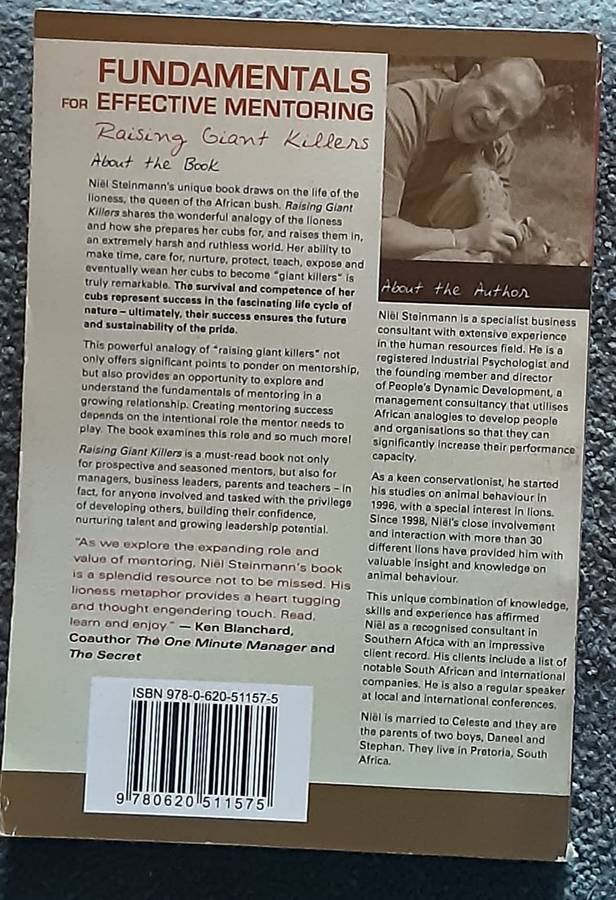 FUNDAMENTALS
FOR EFFECTIVE MENTORING
Raising Giant Killers
About the Book
Niël Steinmann's unique book draws on the life of the
lioness, the queen of the African bush. Raising Giant
Killers shares the wonderful analogy of the lioness
and how she prepares her cubs for, and raises them in,
an extremely harsh and ruthless world. Her ability to
make time, care for, nurture, protect, teach, expose and
eventually wean her cubs to become "giant killers" is
truly remarkable. The survival and competence of her
cubs represent success in the fascinating life cycle of
nature – ultimately, their success ensures the future
and sustainability of the pride.
This powerful analogy of "raising giant killers" not
only offers significant points to ponder on mentorship,
but also provides an opportunity to explore and
understand the fundamentals of mentoring in a
growing relationship. Creating mentoring success
depends on the intentional role the mentor needs to
play. The book examines this role and so much more!
Raising Giant Killers is a must-read book not only
for prospective and seasoned mentors, but also for
managers, business leaders, parents and teachers – in
fact, for anyone involved and tasked with the privilege
of developing others, building their confidence,
nurturing talent and growing leadership potential.
"As we explore the expanding role and
value of mentoring, Niël Steinmann's book
is a splendid resource not to be missed. His
lioness metaphor provides a heart tugging
and thought engendering touch. Read,
learn and enjoy" — Ken Blanchard,
Coauthor The One Minute Manager and
The Secret
ISBN 978-0-620-51157-5
9 780620 511575
About the Author
Niël Steinmann is a specialist business
consultant with extensive experience
in the human resources field. He is a
registered Industrial Psychologist and
the founding member and director
of People's Dynamic Development, a
management consultancy that utilises
African analogies to develop people
and organisations so that they can
significantly increase their performance
capacity.
As a keen conservationist, he started
his studies on animal behaviour in
1996, with a special interest in lions.
Since 1998, Niël's close involvement
and interaction with more than 30
different lions have provided him with
valuable insight and knowledge on
animal behaviour.
This unique combination of knowledge,
skills and experience has affirmed
Niël as a recognised consultant in
Southern Africa with an impressive
client record. His clients include a list of
notable South African and international
companies. He is also a regular speaker
at local and international conferences.
Niël is married to Celeste and they are
the parents of two boys, Daneel and
Stephan. They live in Pretoria, South
Africa.